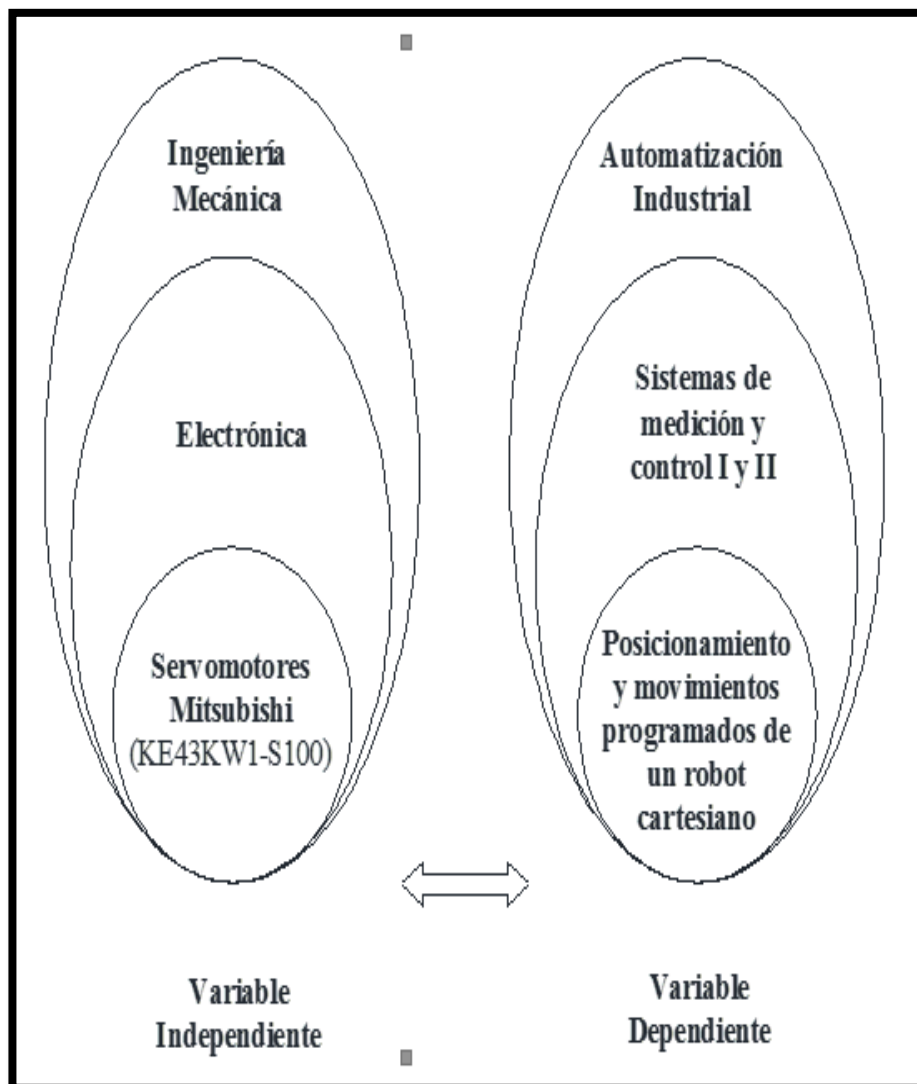 Ingeniería
Mecánica
Electrónica
Servomotores
Mitsubishi
(KE43KW1-S100)
Variable
Independiente
Automatización
Industrial
Sistemas de
medición y
control I y II
Posicionamiento
y movimientos
programados de
un robot
cartesiano
Variable
Dependiente